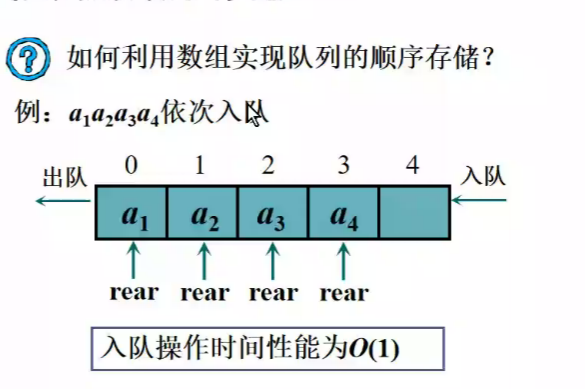 ? 如何利用数组实现队列的顺序存储?
例: a₁a₂a₃a₄依次入队
出队 0 1 2 3 4 入队
a₁ a₂ a₃ a₄
rear rear rear rear
入队操作时间性能为O(1)